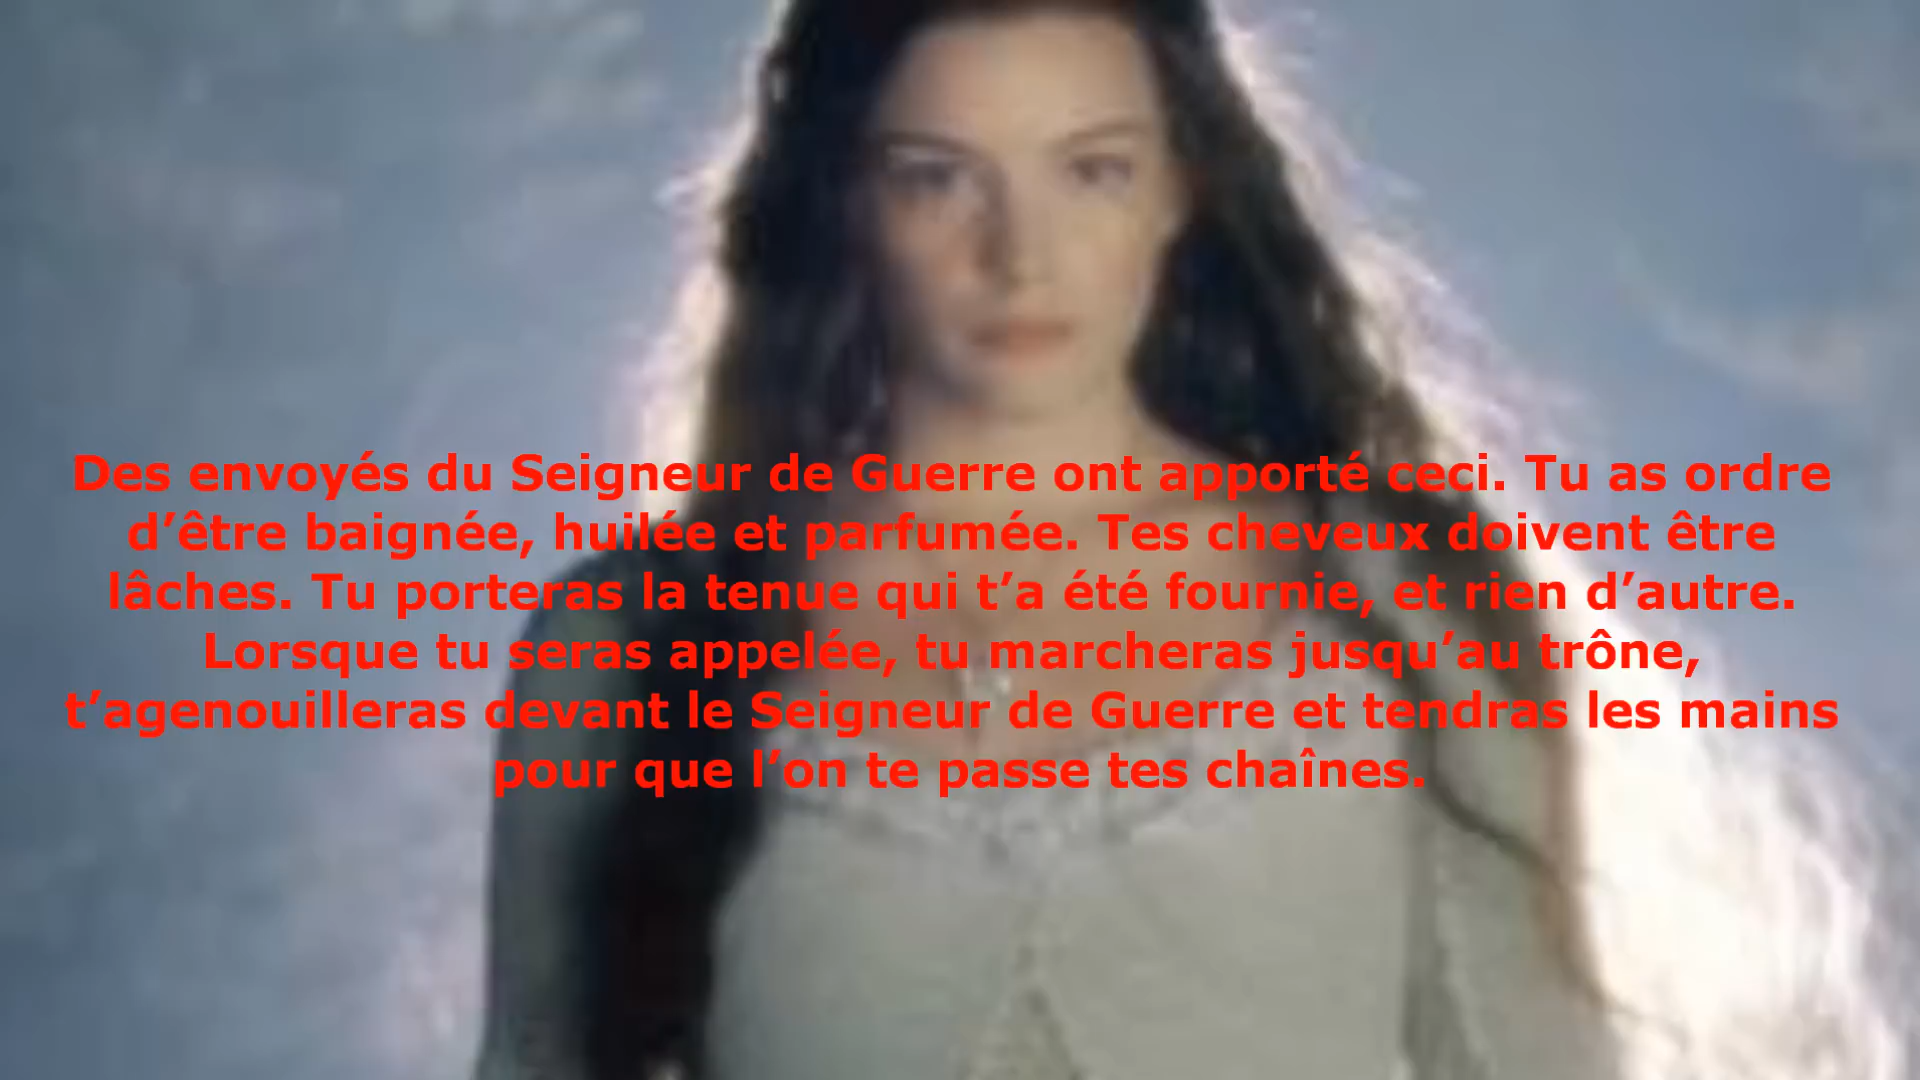 Des envoyés du Seigneur de Guerre ont apporté ceci. Tu as ordre
d’être baignée, huilée et parfumée. Tes cheveux doivent être
lâches. Tu porteras la tenue qui t’a été fournie, et rien d’autre.
Lorsque tu seras appelée, tu marcheras jusqu’au trône,
t’agenouilleras devant le Seigneur de Guerre et tendras les mains
pour que l’on te passe tes chaînes.